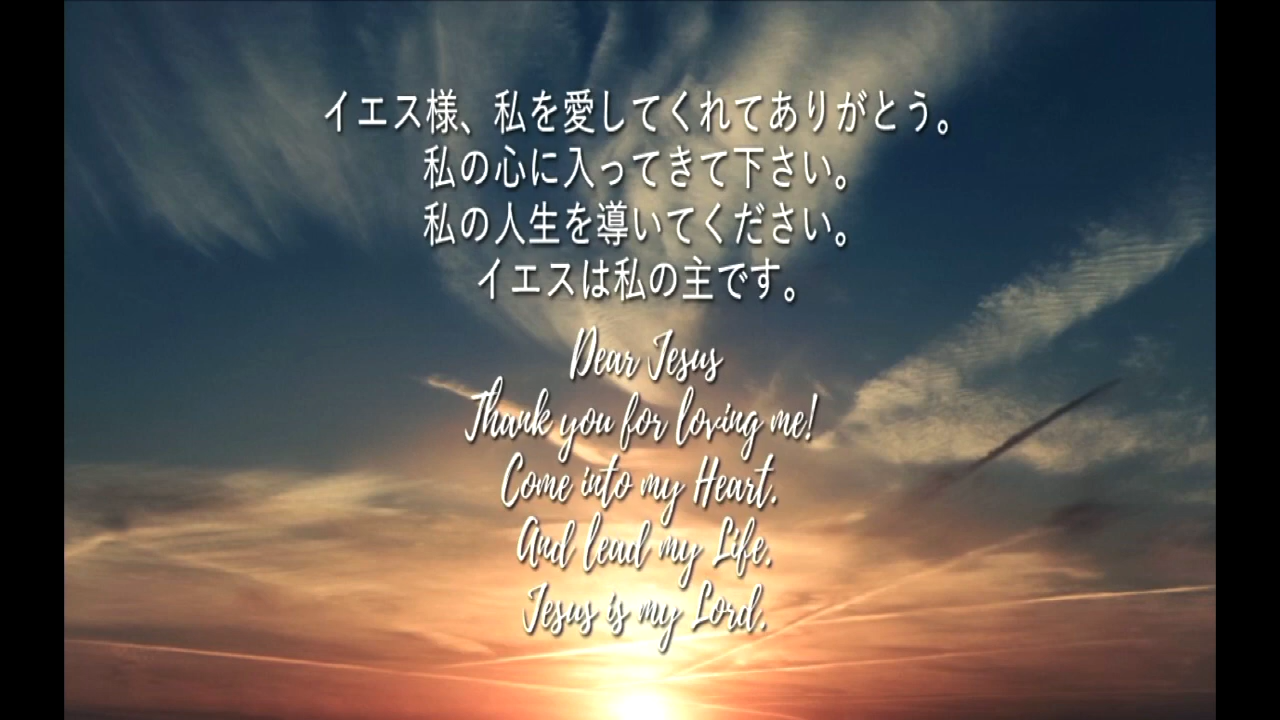 イエス様、私を愛してくれてありがとう。
私の心に入ってきて下さい。
私の人生を導いてください。
イエスは私の主です。
Dear Jesus
Thank you for loving me!
Come into my Heart.
And lead my Life.
Jesus is my Lord.